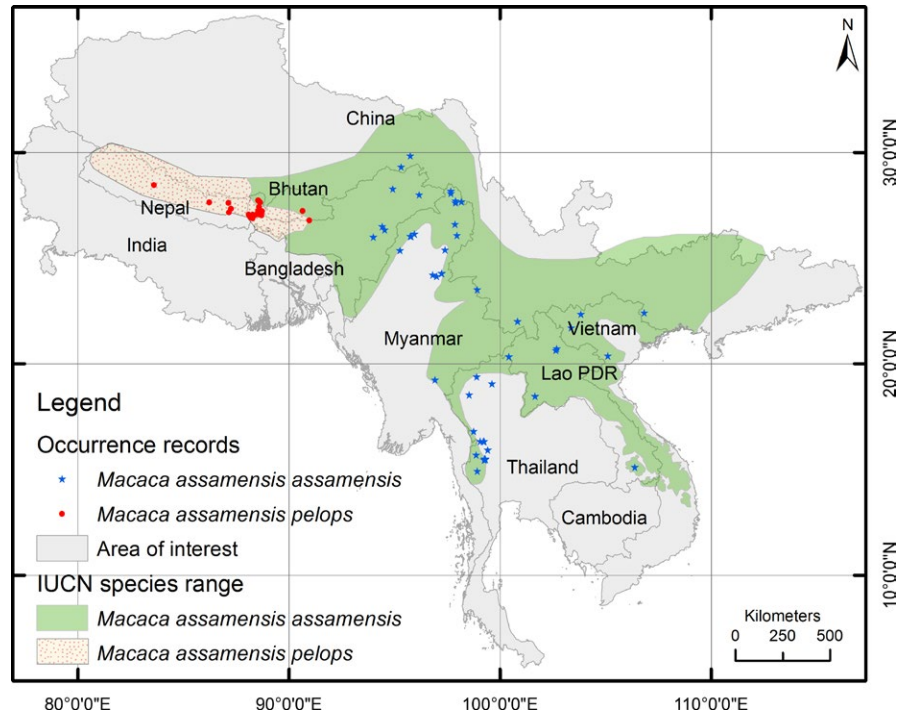 N
China
Bhutan
Nepal
India
Bangladesh
Myanmar
Vietnam
Lao PDR
Thailand
Cambodia
Legend
Occurrence records
Macaca assamensis assamensis
Macaca assamensis pelops
Area of interest
IUCN species range
Macaca assamensis assamensis
Macaca assamensis pelops
Kilometers
0 250 500
30°0'0"N
20°0'0"N
10°0'0"N
80°0'0"E 90°0'0"E 100°0'0"E 110°0'0"E